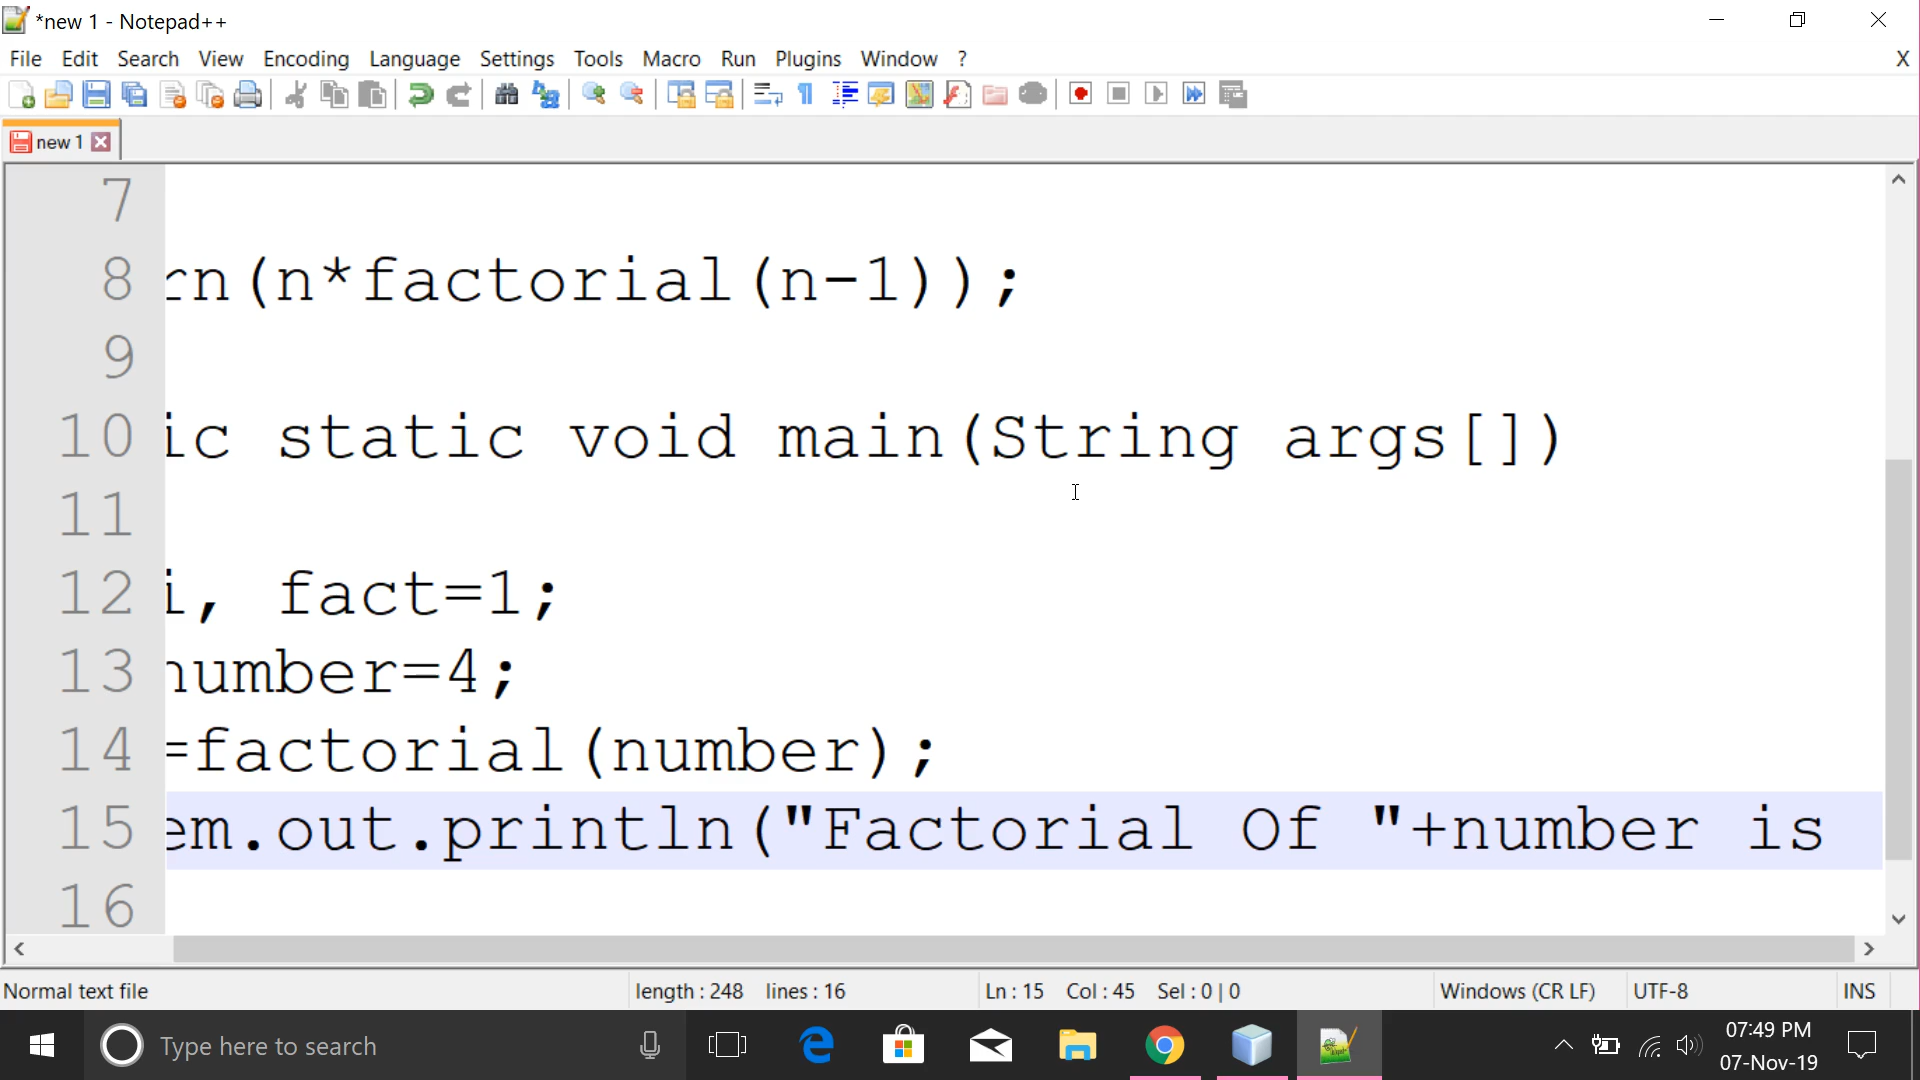 *new 1 - Notepad++
File Edit Search View Encoding Language Settings Tools Macro Run Plugins Window ? X
new 1
7
8 rn(n*factorial(n-1));
9
10 ic static void main(String args[])
11
12 i, fact=1;
13 number=4;
14 =factorial(number);
15 em.out.println("Factorial Of "+number is
16
Normal text file length : 248 lines : 16 Ln : 15 Col : 45 Sel : 0 | 0 Windows (CR LF) UTF-8 INS
Type here to search 07:49 PM
07-Nov-19